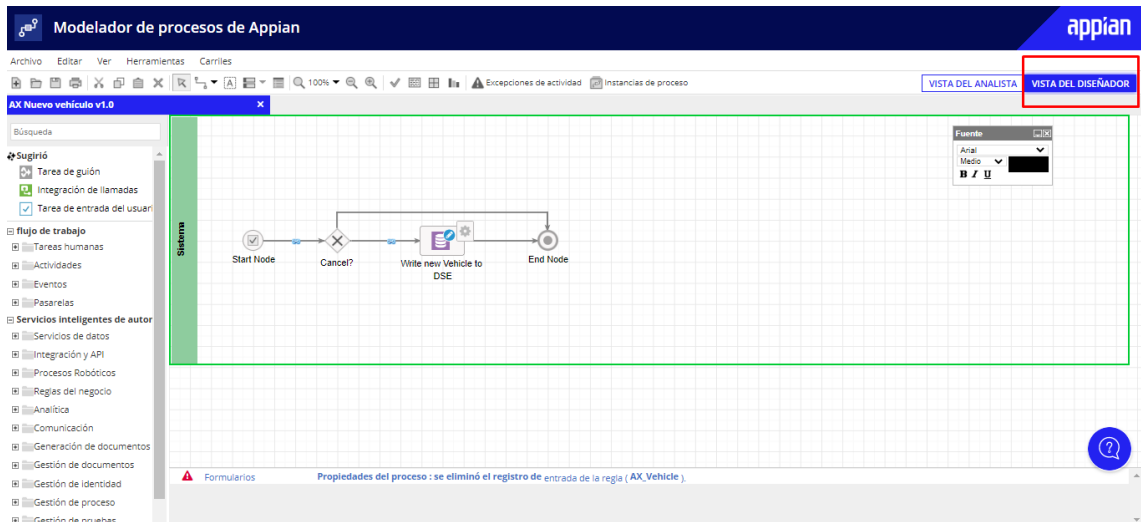 Modelador de procesos de Appian
appian
Archivo Editar Ver Herramientas Carriles
100% Excepciones de actividad Instancias de proceso VISTA DEL ANALISTA VISTA DEL DISEÑADOR
AX Nuevo vehículo v1.0 x
Búsqueda
Sugirió
Tarea de guión
Integración de llamadas
Tarea de entrada del usuari
flujo de trabajo
Tareas humanas
Actividades
Eventos
Pasarelas
Servicios inteligentes de autor
Servicios de datos
Integración y API
Procesos Robóticos
Reglas del negocio
Analítica
Comunicación
Generación de documentos
Gestión de documentos
Gestión de identidad
Gestión de proceso
Gestión de pruebas
Sistema
Start Node
Cancel?
Write new Vehicle to
DSE
End Node
Fuente
Arial
Medio
B I U
Formularios Propiedades del proceso : se eliminó el registro de entrada de la regla ( AX_Vehicle ).